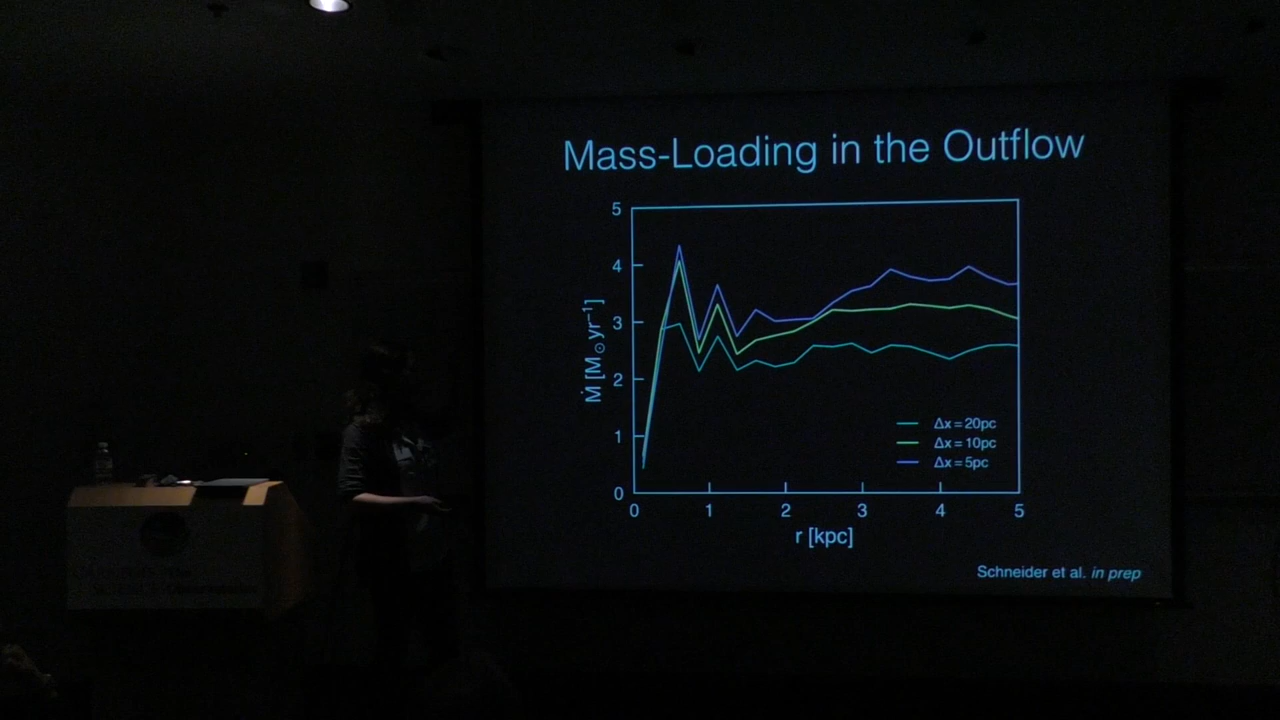 Mass-Loading in the Outflow
5
4
3
2
1
0
Ṁ [M⊙ yr⁻¹]
Δx = 20pc
Δx = 10pc
Δx = 5pc
0 1 2 3 4 5
r [kpc]
Schneider et al. in prep